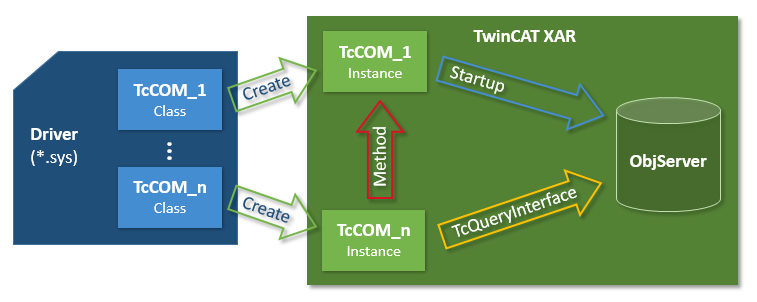 TwinCAT XAR
Driver
(*.sys)
TcCOM_1
Class
⋮
TcCOM_n
Class
Create
Create
TcCOM_1
Instance
Method
TcCOM_n
Instance
Startup
TcQueryInterface
ObjServer